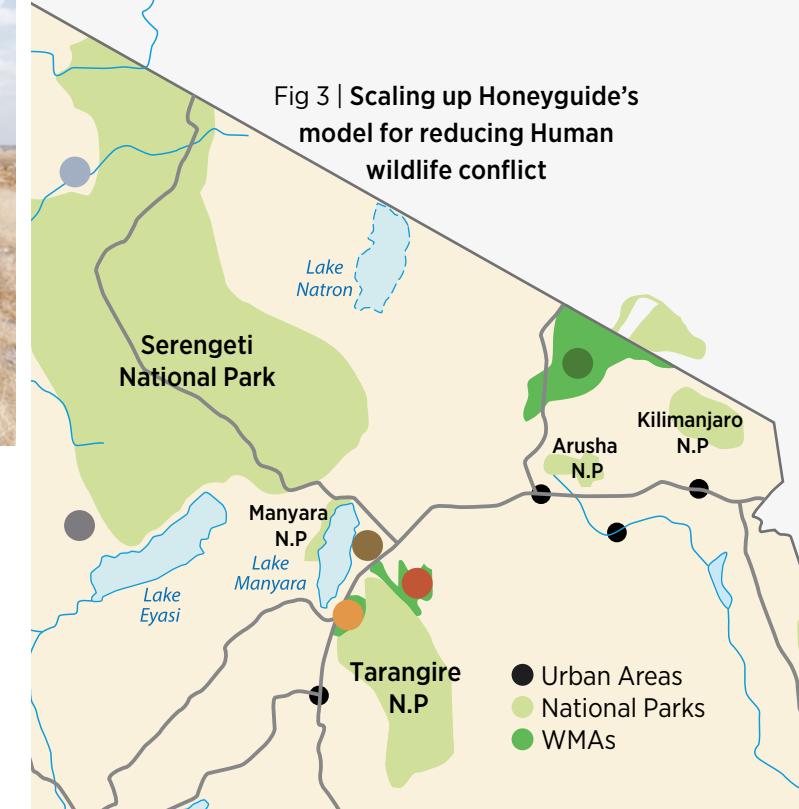 Fig 3 | Scaling up Honeyguide's
model for reducing Human
wildlife conflict
Lake
Natron
Serengeti
National Park
Kilimanjaro
N.P
Arusha
N.P
Manyara
N.P
Lake
Manyara
Lake
Eyasi
Tarangire
N.P
Urban Areas
National Parks
WMAs